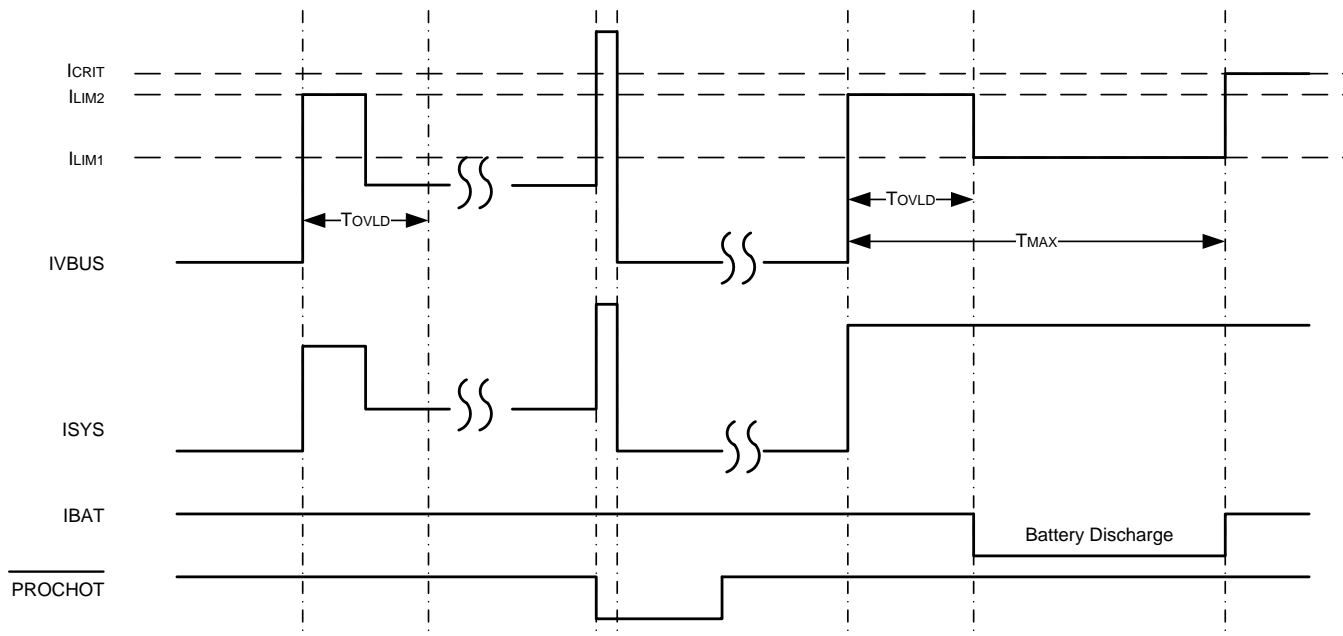 ICRIT
ILIM2
ILIM1
TOVLD
TOVLD
TMAX
IVBUS
ISYS
IBAT
Battery Discharge
PROCHOT